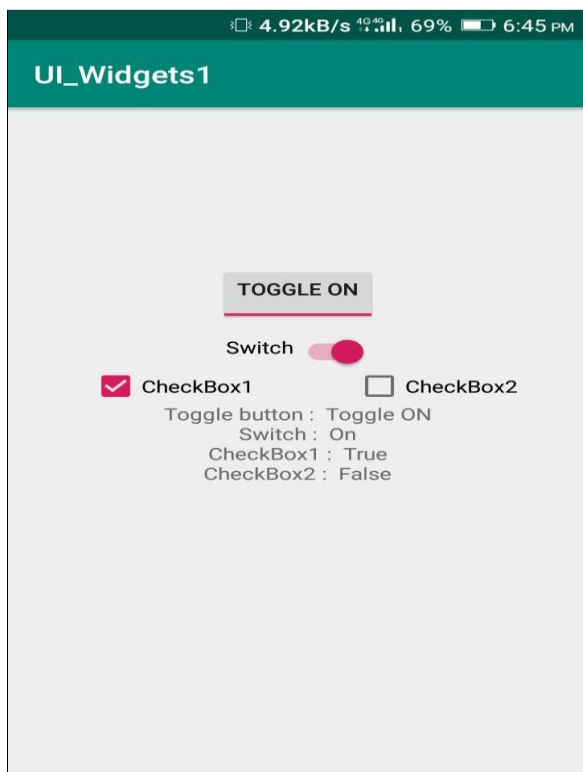 4.92kB/s 4G 4G 69% 6:45 PM
UI_Widgets1
TOGGLE ON
Switch
CheckBox1 CheckBox2
Toggle button : Toggle ON
Switch : On
CheckBox1 : True
CheckBox2 : False